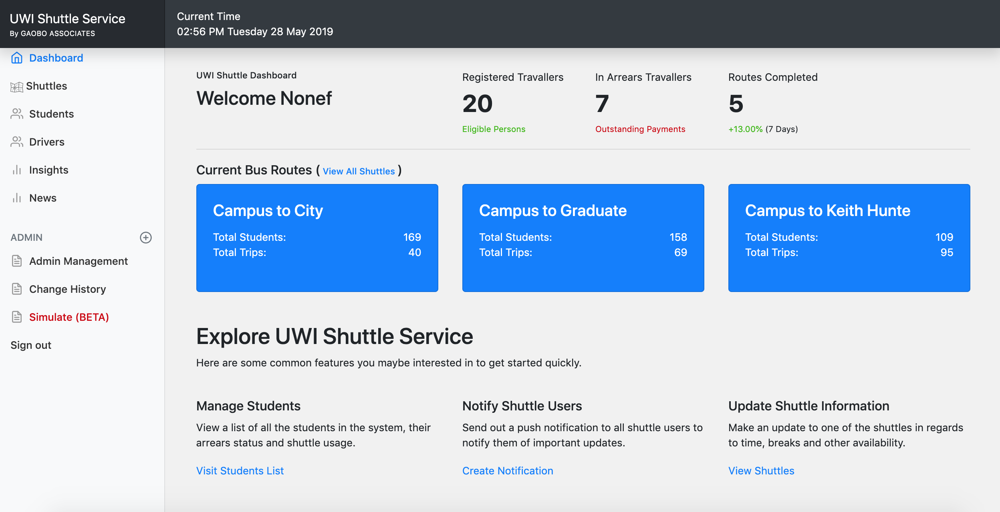 UWI Shuttle Service
By GAOBO ASSOCIATES
Current Time
02:56 PM Tuesday 28 May 2019
Dashboard
Shuttles
Students
Drivers
Insights
News
ADMIN
Admin Management
Change History
Simulate (BETA)
Sign out
UWI Shuttle Dashboard
Welcome Nonef
Registered Travallers
20
Eligible Persons
In Arrears Travallers
7
Outstanding Payments
Routes Completed
5
+13.00% (7 Days)
Current Bus Routes ( View All Shuttles )
Campus to City
Total Students: 169
Total Trips: 40
Campus to Graduate
Total Students: 158
Total Trips: 69
Campus to Keith Hunte
Total Students: 109
Total Trips: 95
Explore UWI Shuttle Service
Here are some common features you maybe interested in to get started quickly.
Manage Students
View a list of all the students in the system, their
arrears status and shuttle usage.
Visit Students List
Notify Shuttle Users
Send out a push notification to all shuttle users to
notify them of important updates.
Create Notification
Update Shuttle Information
Make an update to one of the shuttles in regards
to time, breaks and other availability.
View Shuttles